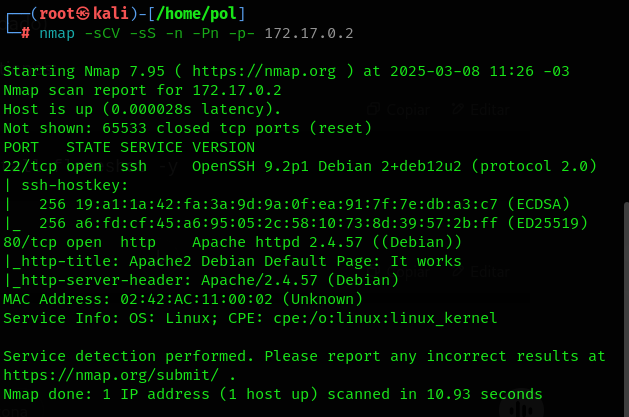 ┌──(root㉿kali)-[/home/pol]
└─# nmap -sCV -sS -n -Pn -p- 172.17.0.2
Starting Nmap 7.95 ( https://nmap.org ) at 2025-03-08 11:26 -03
Nmap scan report for 172.17.0.2
Host is up (0.000028s latency).
Not shown: 65533 closed tcp ports (reset)
PORT   STATE SERVICE VERSION
22/tcp open  ssh     OpenSSH 9.2p1 Debian 2+deb12u2 (protocol 2.0)
| ssh-hostkey:
|   256 19:a1:1a:42:fa:3a:9d:9a:0f:ea:91:7f:7e:db:a3:c7 (ECDSA)
|_  256 a6:fd:cf:45:a6:95:05:2c:58:10:73:8d:39:57:2b:ff (ED25519)
80/tcp open  http    Apache httpd 2.4.57 ((Debian))
|_http-title: Apache2 Debian Default Page: It works
|_http-server-header: Apache/2.4.57 (Debian)
MAC Address: 02:42:AC:11:00:02 (Unknown)
Service Info: OS: Linux; CPE: cpe:/o:linux:linux_kernel
Service detection performed. Please report any incorrect results at
https://nmap.org/submit/ .
Nmap done: 1 IP address (1 host up) scanned in 10.93 seconds